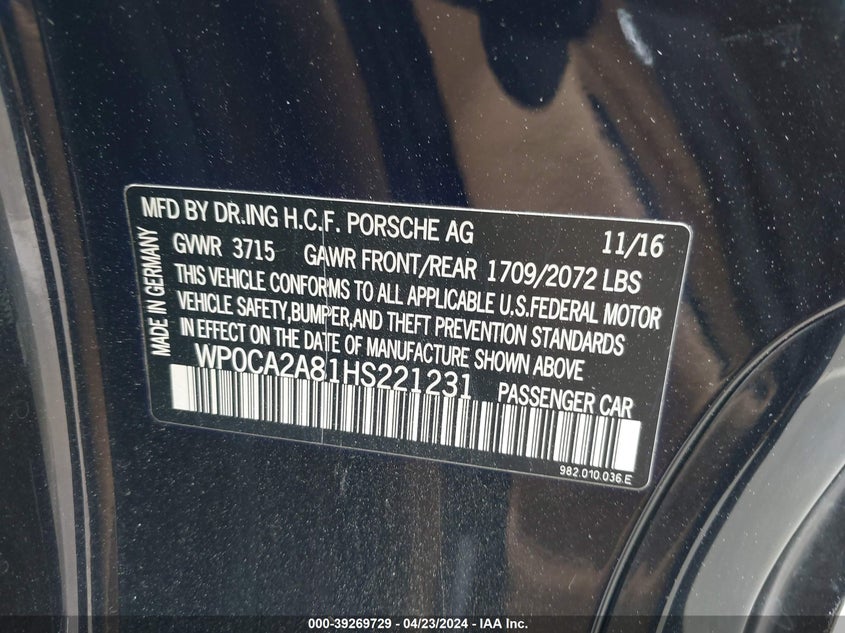 MFD BY DR.ING H.C.F. PORSCHE AG 11/16
GVWR 3715 GAWR FRONT/REAR 1709/2072 LBS
THIS VEHICLE CONFORMS TO ALL APPLICABLE U.S.FEDERAL MOTOR
VEHICLE SAFETY,BUMPER,AND THEFT PREVENTION STANDARDS
IN EFFECT ON THE DATE OF MANUFACTURE SHOWN ABOVE
WP0CA2A81HS221231 PASSENGER CAR
982.010.036.E
MADE IN GERMANY
000-39269729 - 04/23/2024 - IAA Inc.